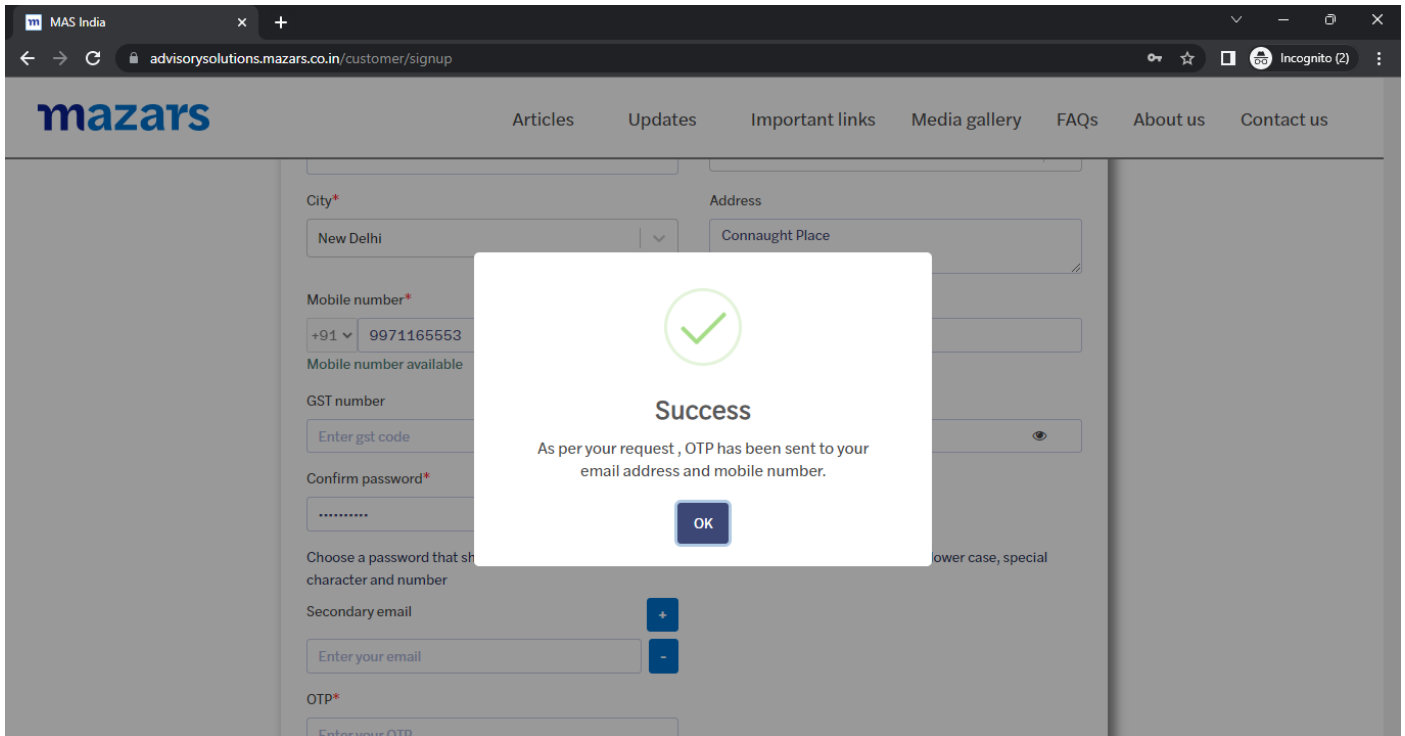 MAS India
advisorysolutions.mazars.co.in/customer/signup
Incognito (2)
mazars
Articles Updates Important links Media gallery FAQs About us Contact us
City*
Address
New Delhi
Connaught Place
Mobile number*
+91 9971165553
Mobile number available
GST number
Enter gst code
Success
As per your request , OTP has been sent to your
email address and mobile number.
OK
Confirm password*
••••••••••
Choose a password that lower case, special
character and number
Secondary email
+
Enter your email
-
OTP*
Enter your OTP